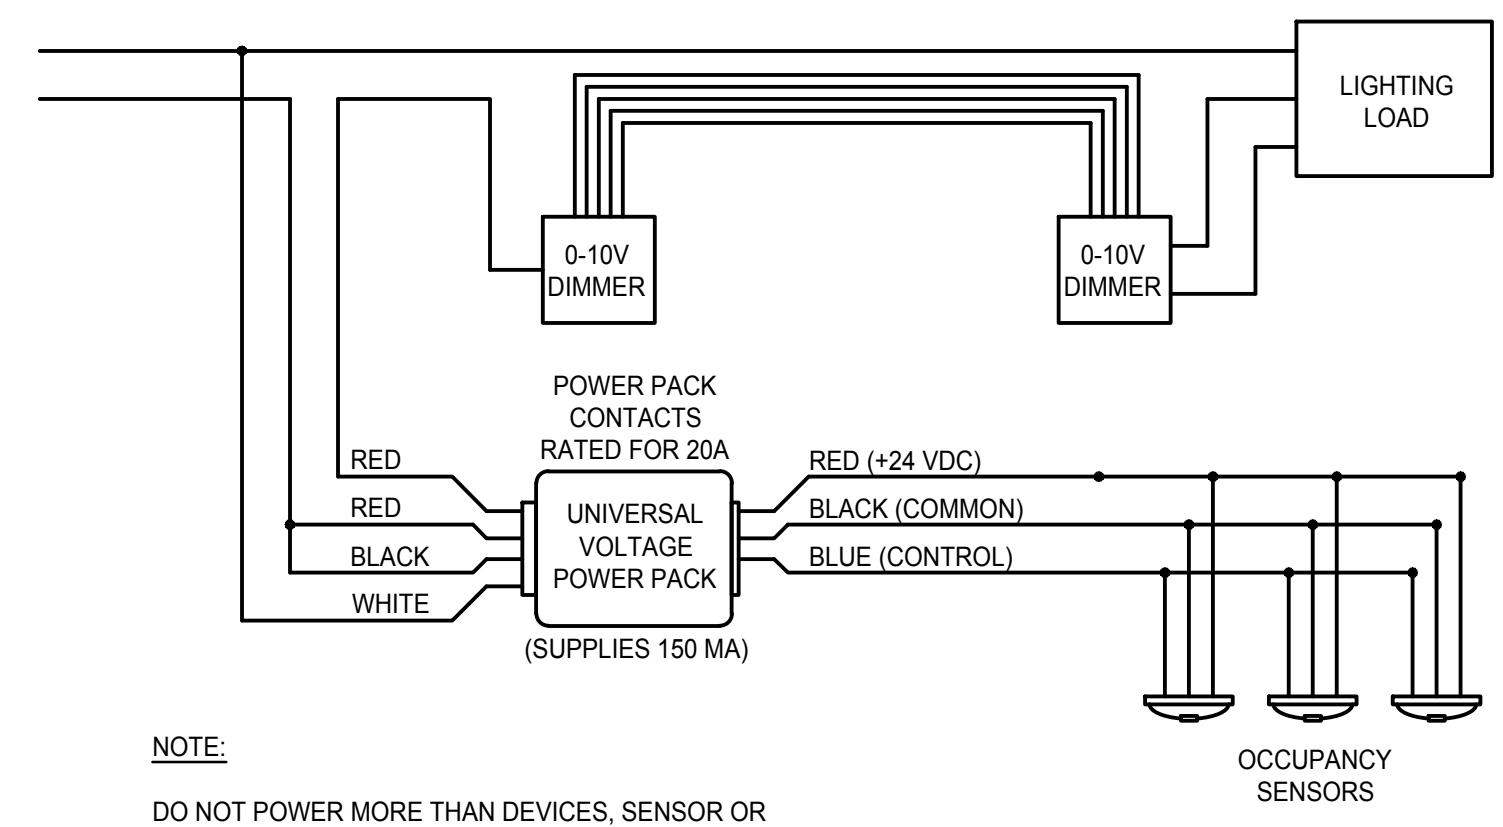 LIGHTING
LOAD
0-10V
DIMMER
0-10V
DIMMER
POWER PACK
CONTACTS
RATED FOR 20A
RED
RED
BLACK
WHITE
UNIVERSAL
VOLTAGE
POWER PACK
(SUPPLIES 150 MA)
RED (+24 VDC)
BLACK (COMMON)
BLUE (CONTROL)
OCCUPANCY
SENSORS
NOTE:
DO NOT POWER MORE THAN DEVICES, SENSOR OR